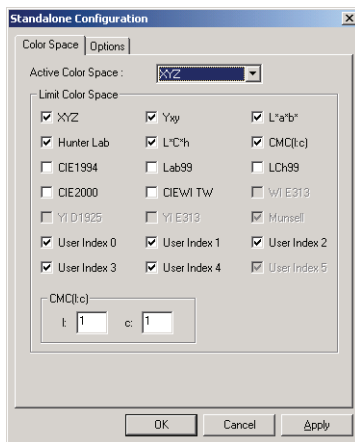 Standalone Configuration
Color Space Options
Active Color Space : XYZ
Limit Color Space
XYZ Yxy L*a*b*
Hunter Lab L*C*h CMC(l:c)
CIE1994 Lab99 LCh99
CIE2000 CIEWI TW WI E313
YI D1925 YI E313 Munsell
User Index 0 User Index 1 User Index 2
User Index 3 User Index 4 User Index 5
CMC(l:c)
l: 1 c: 1
OK Cancel Apply